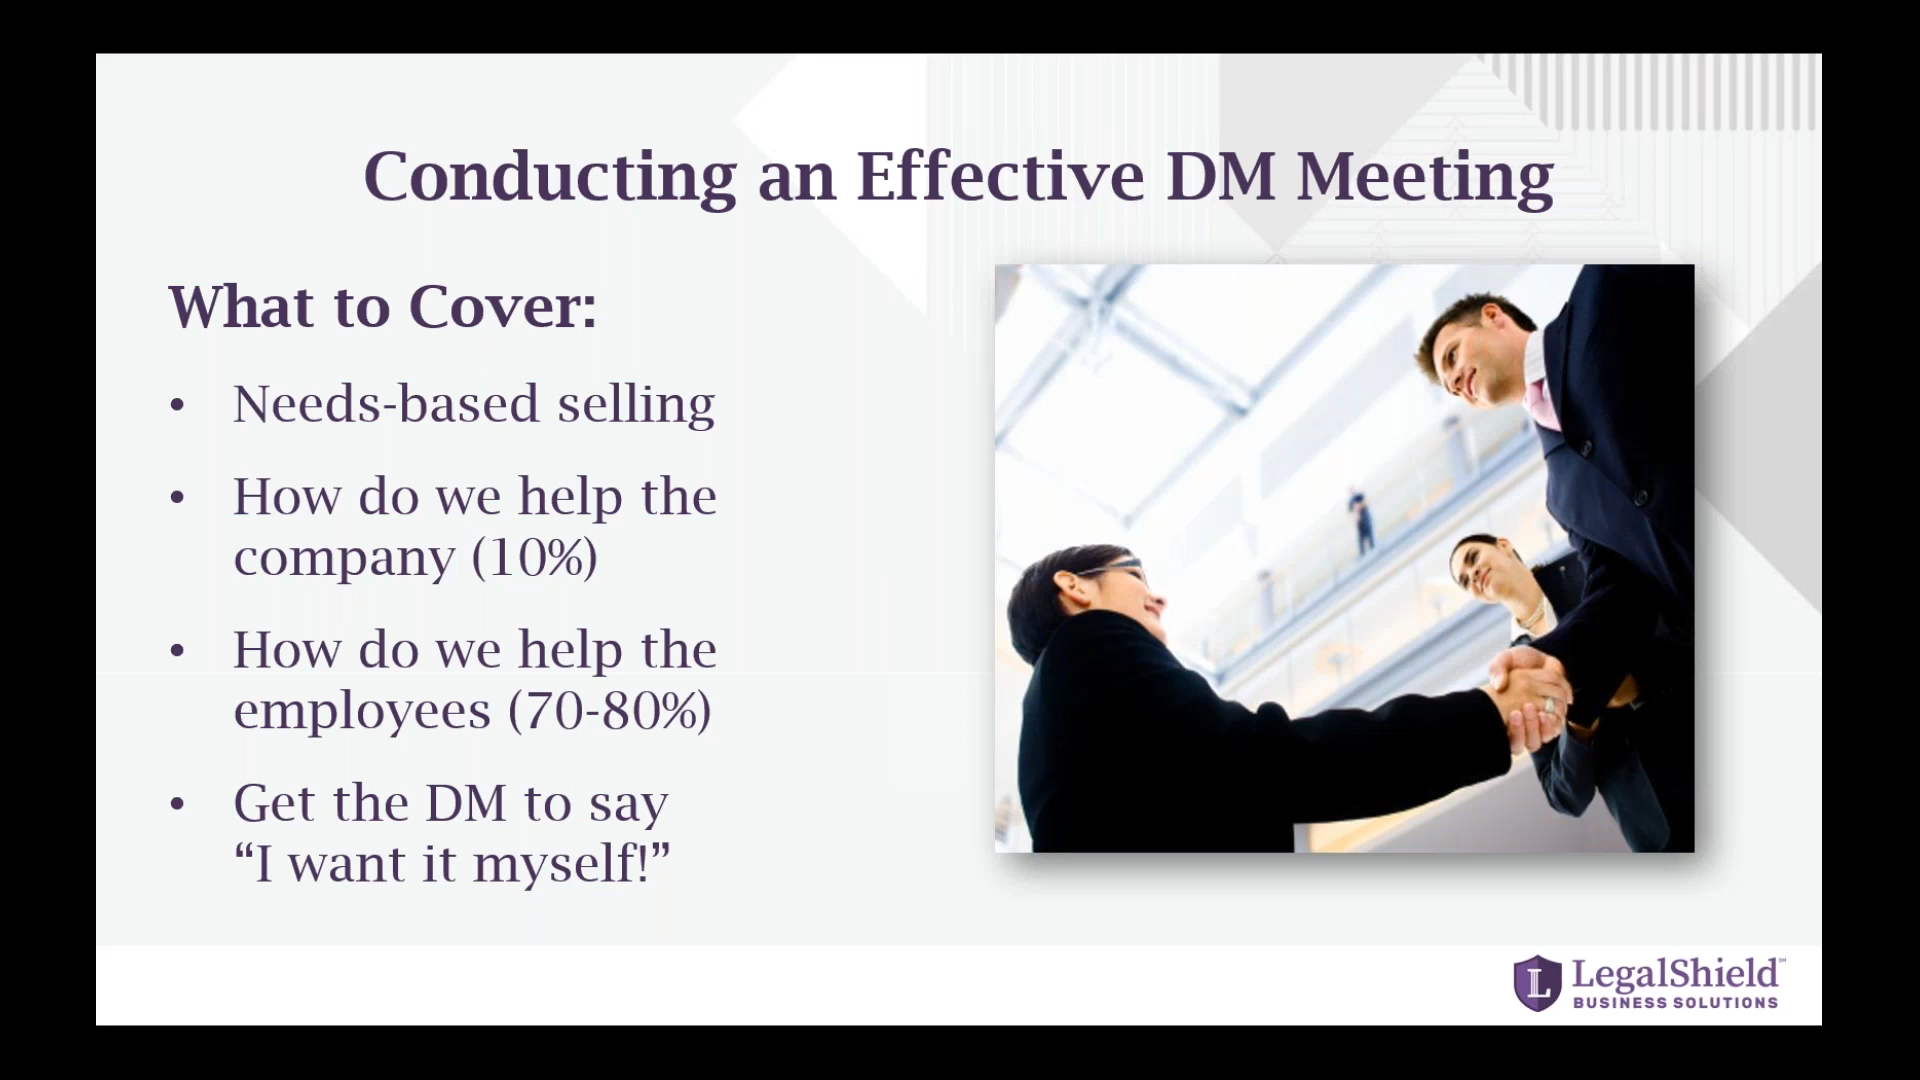 Conducting an Effective DM Meeting
What to Cover:
• Needs-based selling
• How do we help the
company (10%)
• How do we help the
employees (70-80%)
• Get the DM to say
“I want it myself!”
L
LegalShield℠
BUSINESS SOLUTIONS